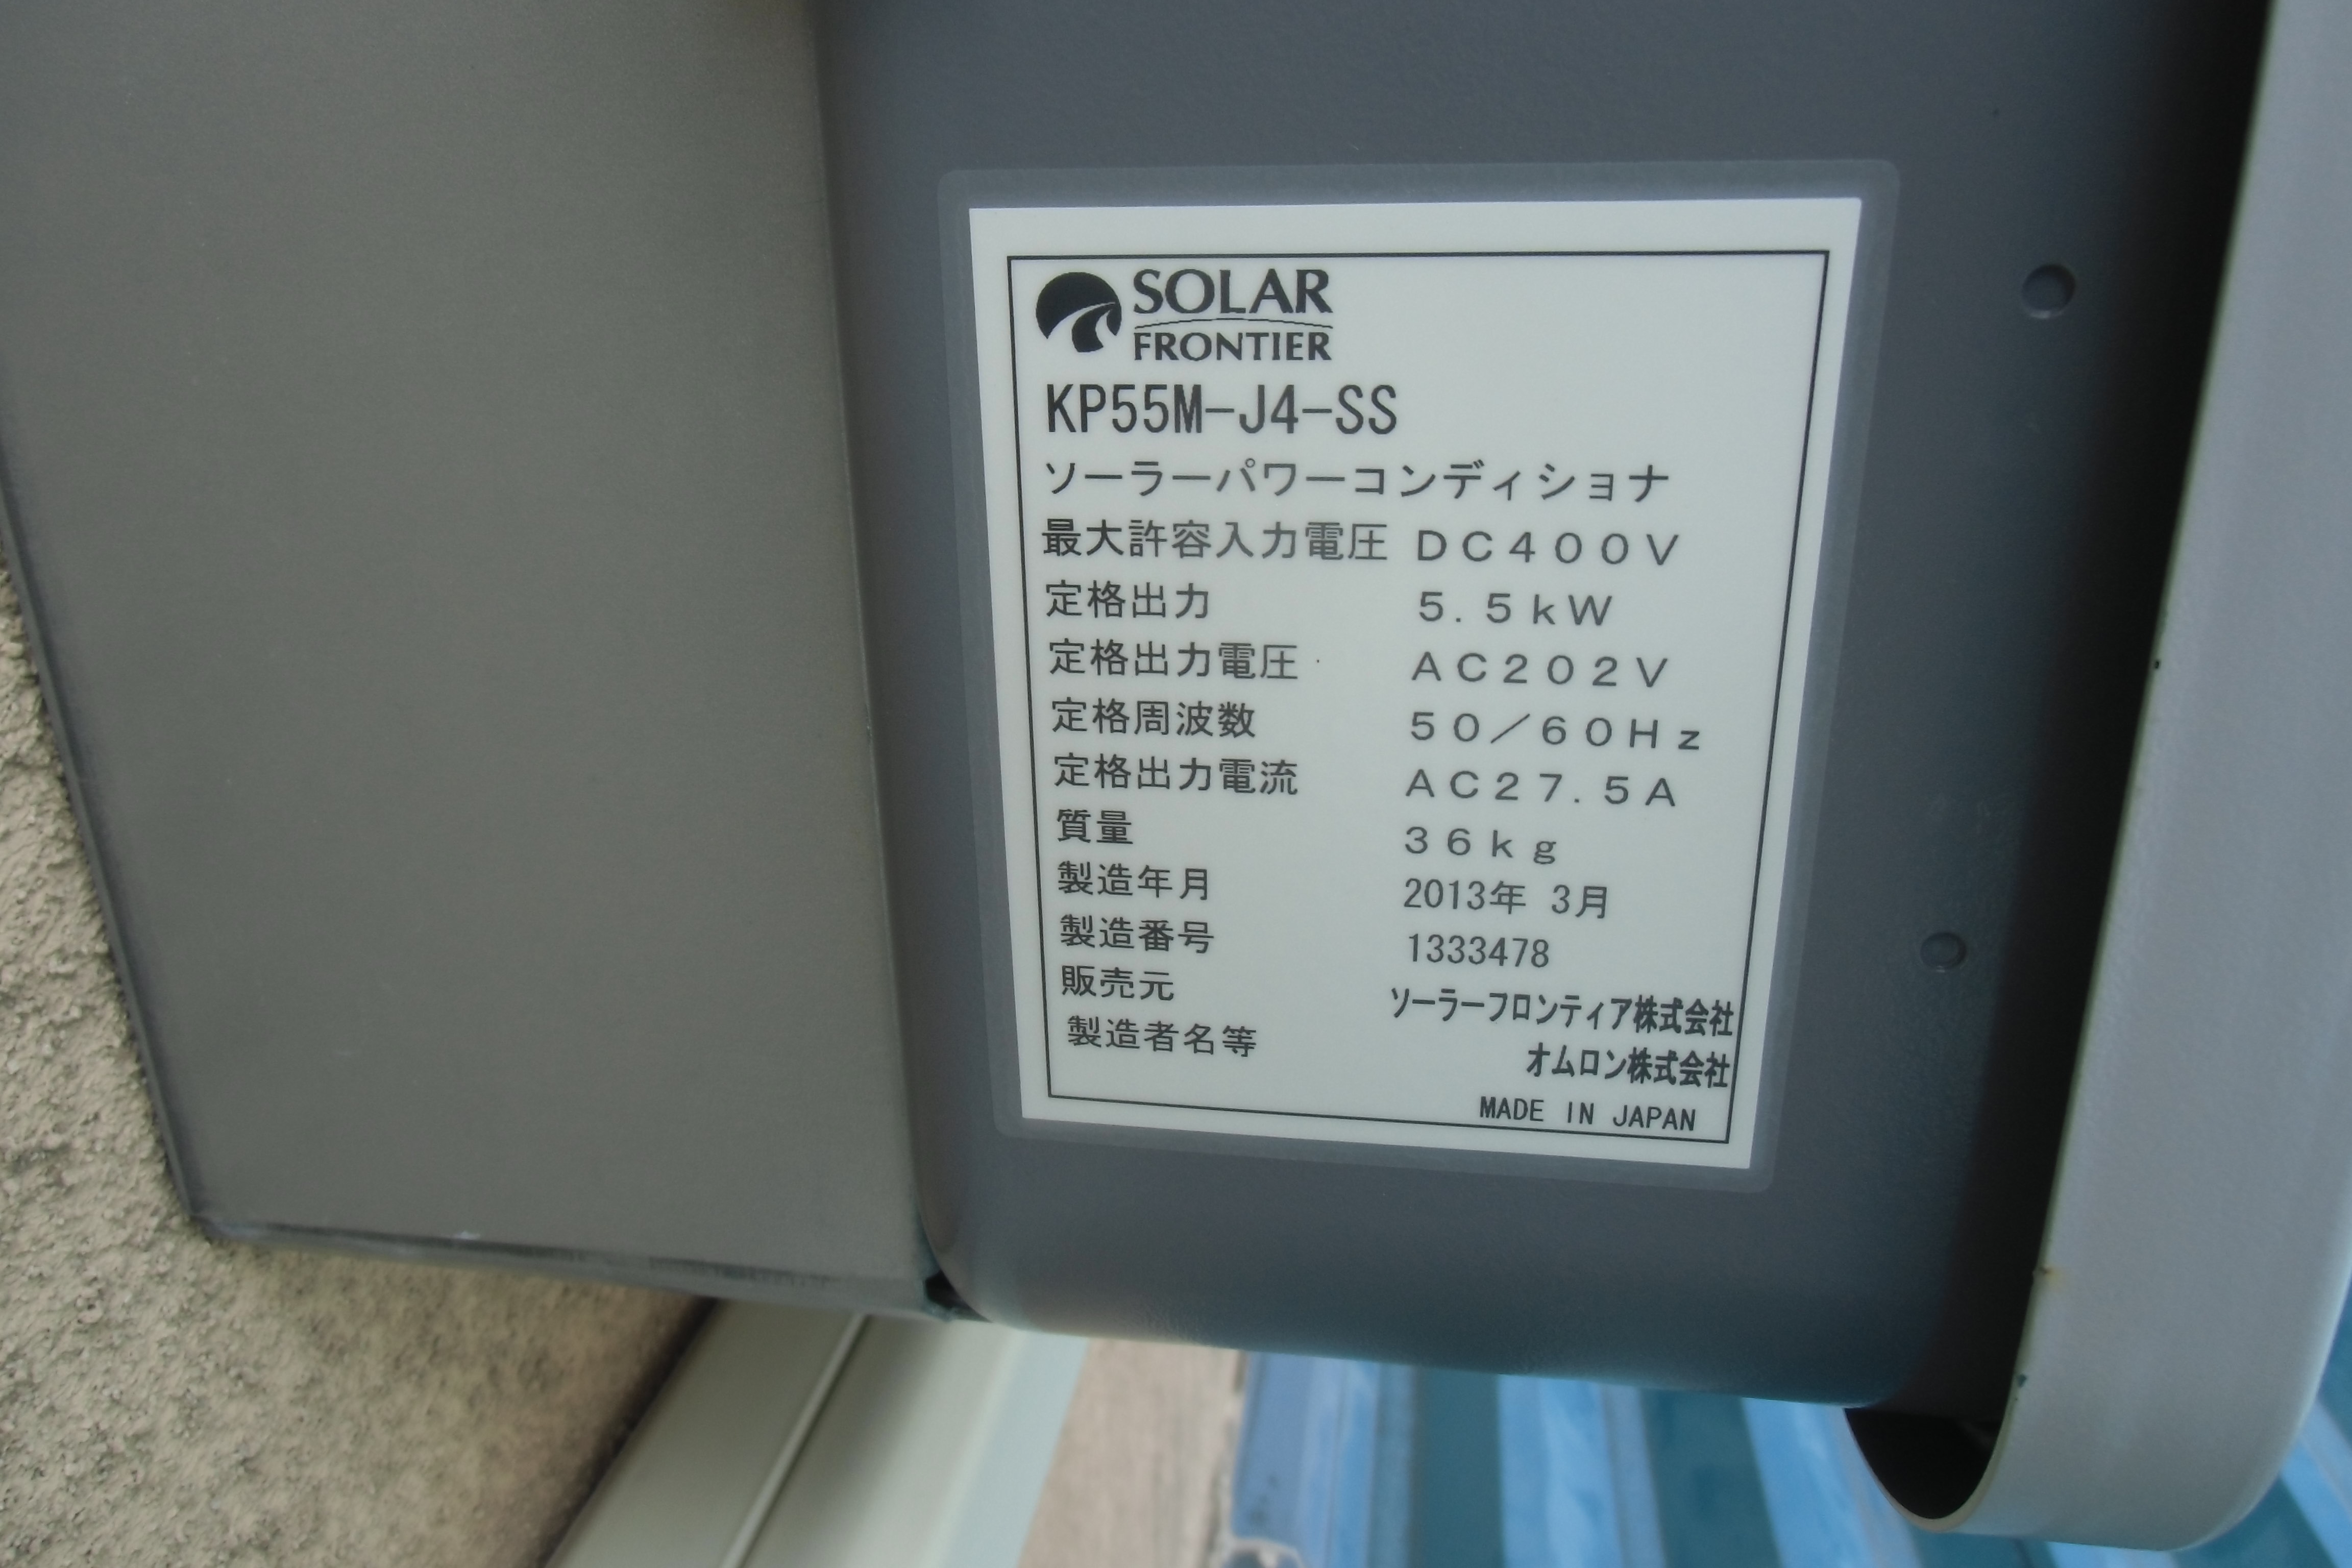 SOLAR
FRONTIER
KP55M-J4-SS
ソーラーパワーコンディショナ
最大許容入力電圧 DC400V
定格出力 5.5kW
定格出力電圧 AC202V
定格周波数 50/60Hz
定格出力電流 AC27.5A
質量 36kg
製造年月 2013年 3月
製造番号 1333478
販売元 ソーラーフロンティア株式会社
製造者名等 オムロン株式会社
MADE IN JAPAN